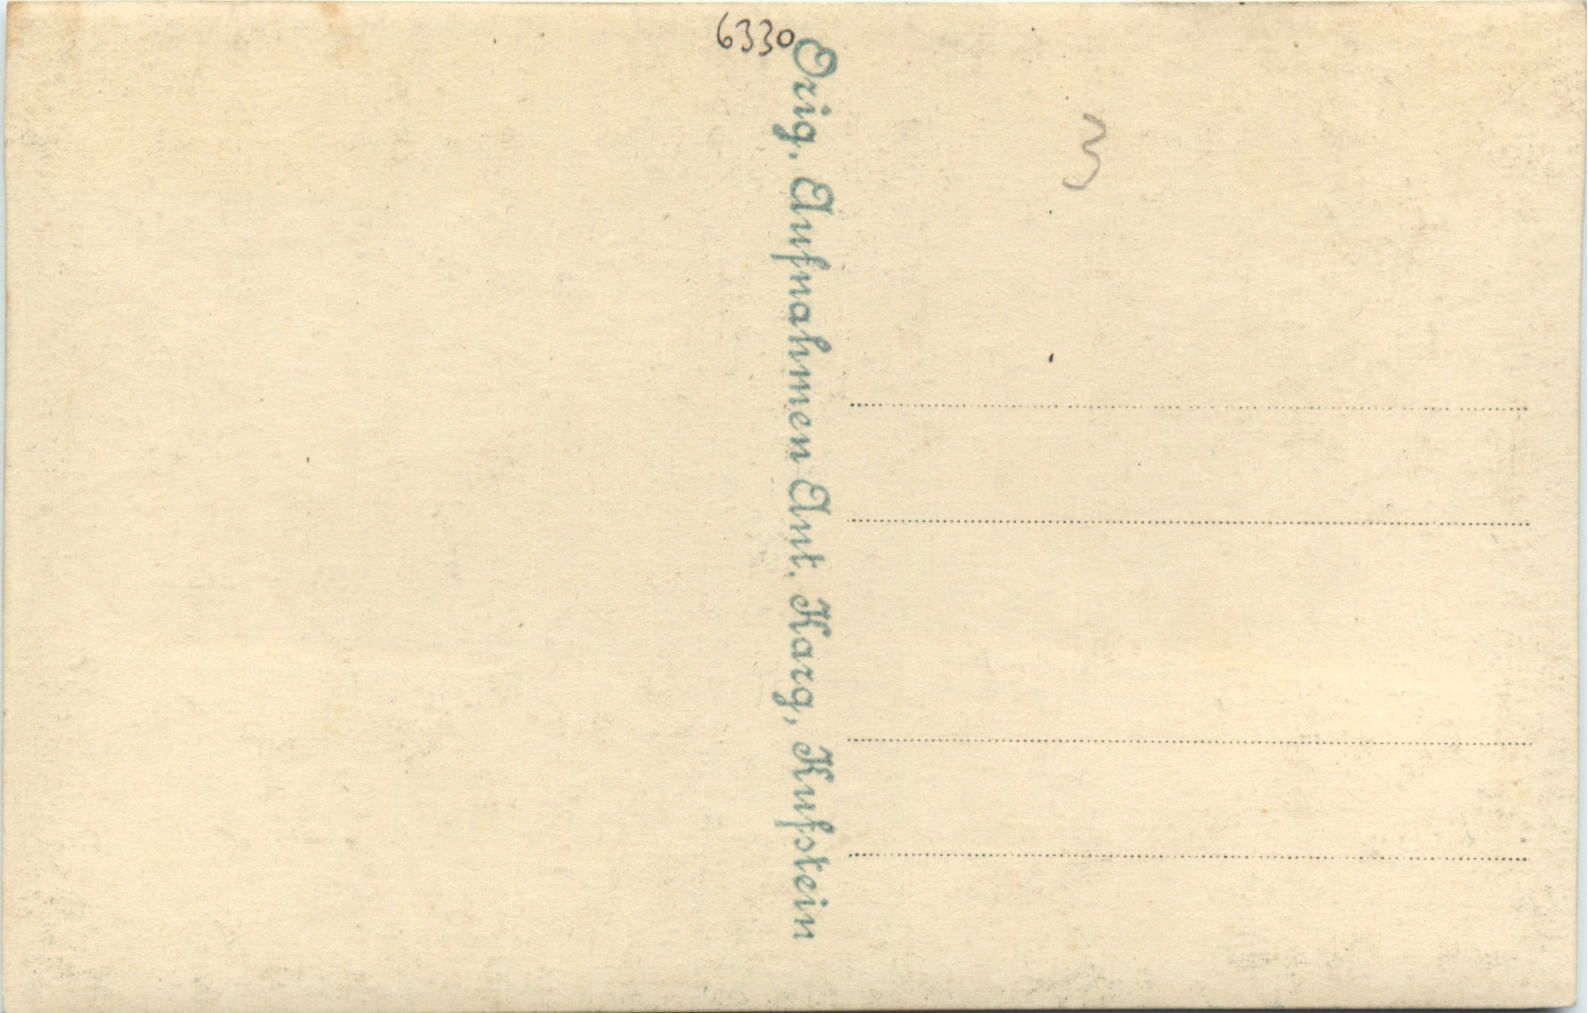 6330
Orig. Aufnahmen Ant. Karg, Kufstein
3